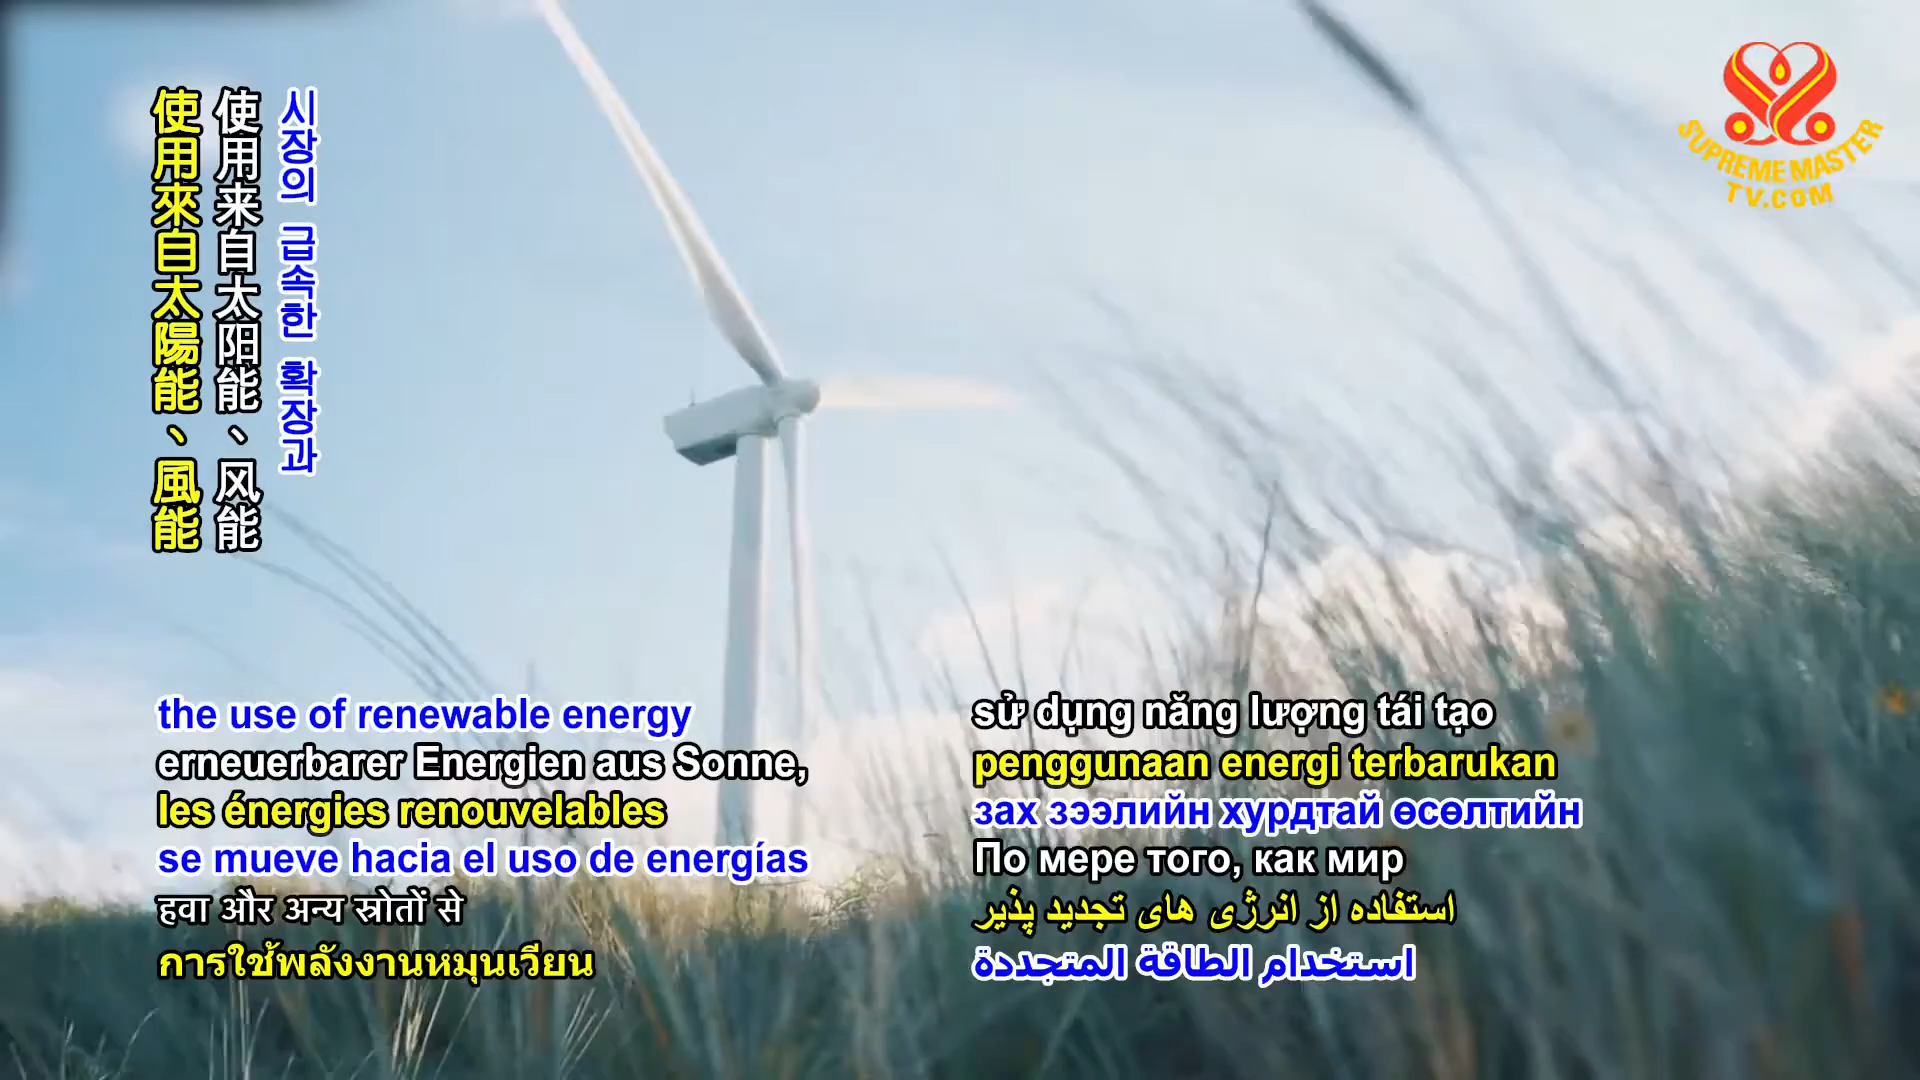 시장의 급속한 확장과
使用来自太阳能、风能
使用來自太陽能、風能
SUPREME MASTER
TV.COM
the use of renewable energy
erneuerbarer Energien aus Sonne,
les énergies renouvelables
se mueve hacia el uso de energías
हवा और अन्य स्रोतों से
การใช้พลังงานหมุนเวียน
sử dụng năng lượng tái tạo
penggunaan energi terbarukan
зах зээлийн хурдтай өсөлтийн
По мере того, как мир
استفاده از انرژی های تجدید پذیر
استخدام الطاقة المتجددة